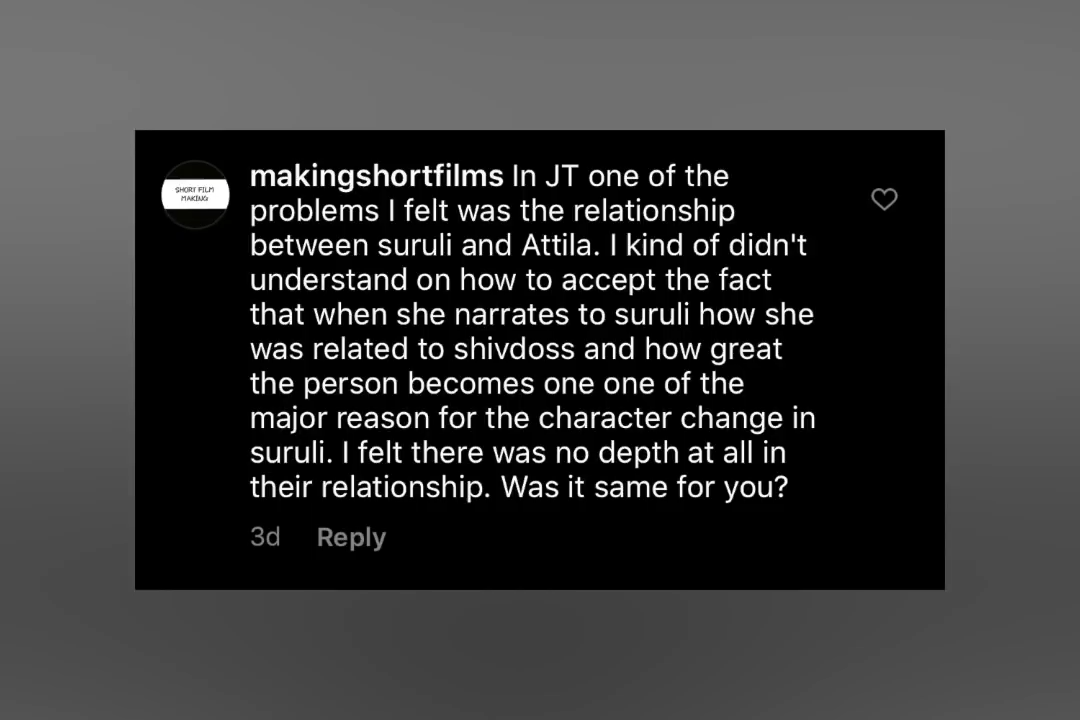 SHORT FILM
MAKING
makingshortfilms In JT one of the
problems I felt was the relationship
between suruli and Attila. I kind of didn't
understand on how to accept the fact
that when she narrates to suruli how she
was related to shivdoss and how great
the person becomes one one of the
major reason for the character change in
suruli. I felt there was no depth at all in
their relationship. Was it same for you?
3d Reply